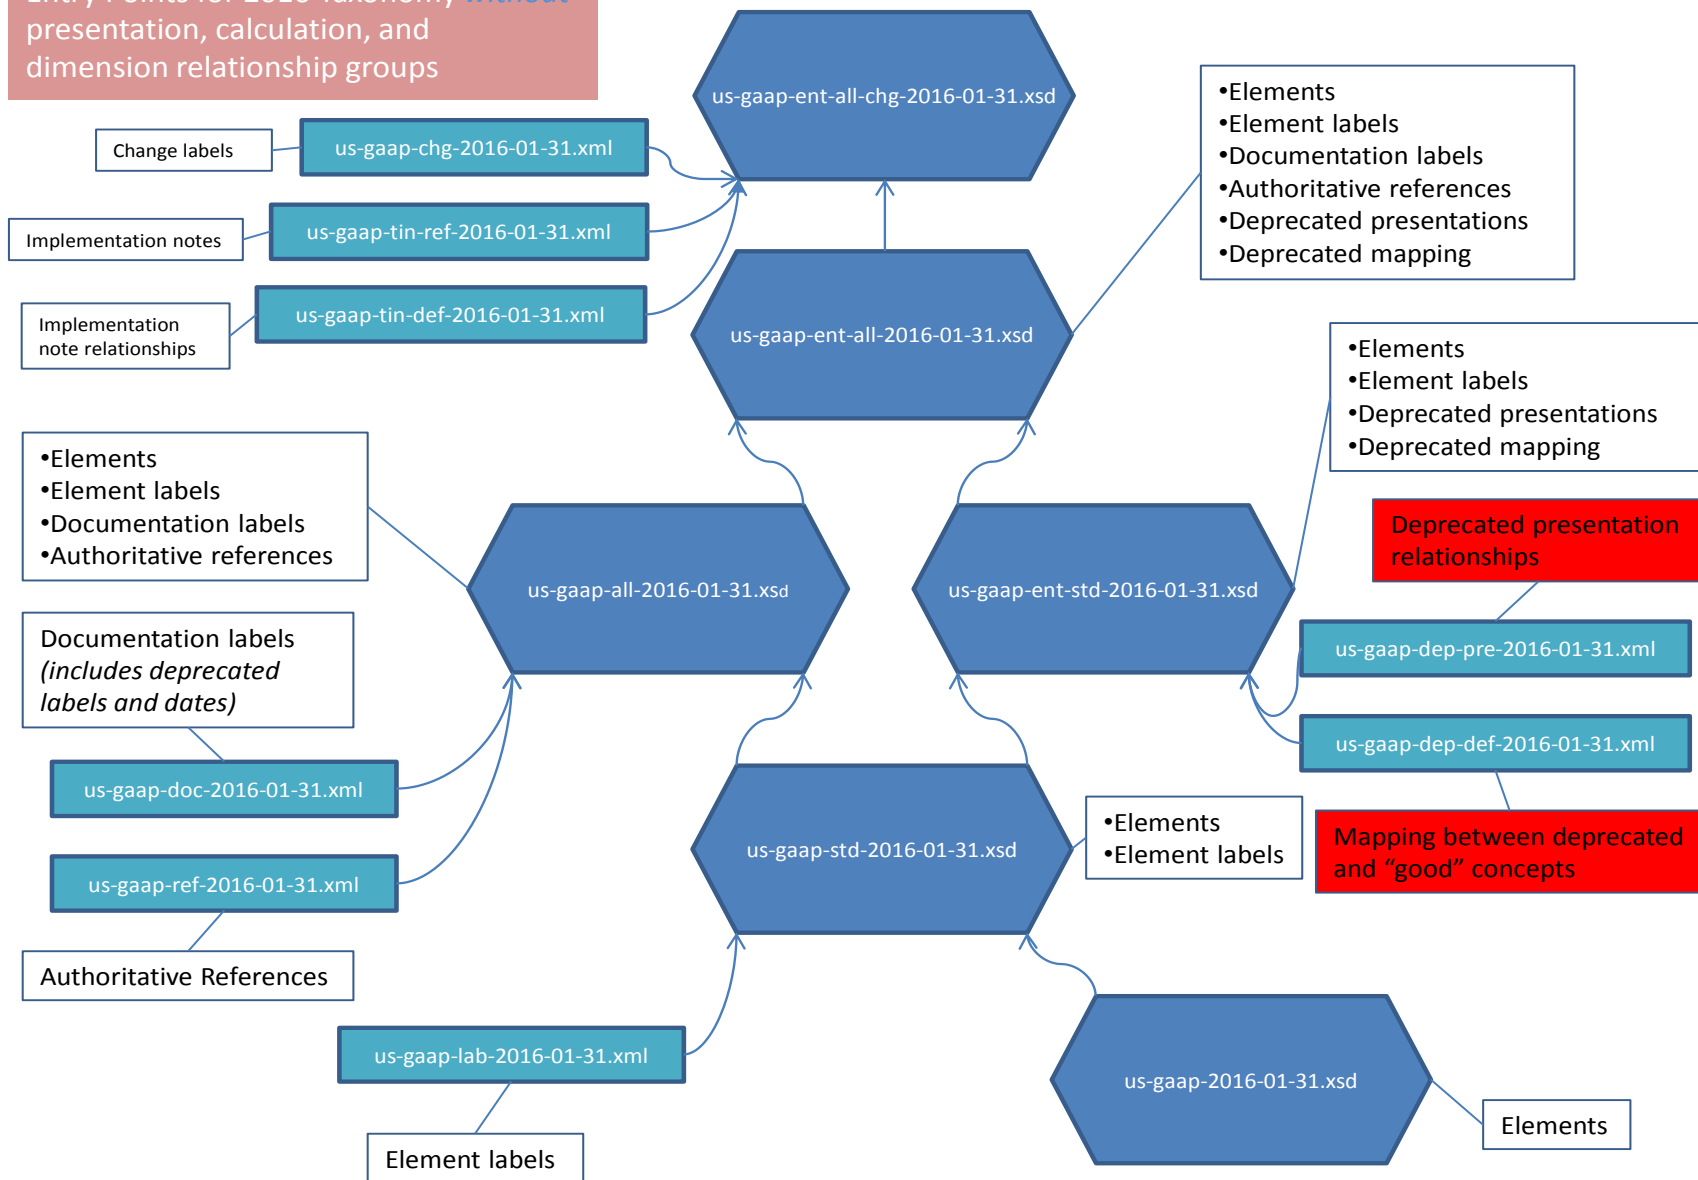 Entry Points for 2016 Taxonomy without
presentation, calculation, and
dimension relationship groups
us-gaap-ent-all-chg-2016-01-31.xsd
•Elements
•Element labels
•Documentation labels
•Authoritative references
•Deprecated presentations
•Deprecated mapping
Change labels
us-gaap-chg-2016-01-31.xml
Implementation notes
us-gaap-tin-ref-2016-01-31.xml
Implementation
note relationships
us-gaap-tin-def-2016-01-31.xml
us-gaap-ent-all-2016-01-31.xsd
•Elements
•Element labels
•Deprecated presentations
•Deprecated mapping
•Elements
•Element labels
•Documentation labels
•Authoritative references
us-gaap-all-2016-01-31.xsd
us-gaap-ent-std-2016-01-31.xsd
Deprecated presentation
relationships
us-gaap-dep-pre-2016-01-31.xml
Documentation labels
(includes deprecated
labels and dates)
us-gaap-doc-2016-01-31.xml
us-gaap-dep-def-2016-01-31.xml
Mapping between deprecated
and “good” concepts
us-gaap-std-2016-01-31.xsd
•Elements
•Element labels
us-gaap-ref-2016-01-31.xml
Authoritative References
us-gaap-lab-2016-01-31.xml
Element labels
us-gaap-2016-01-31.xsd
Elements